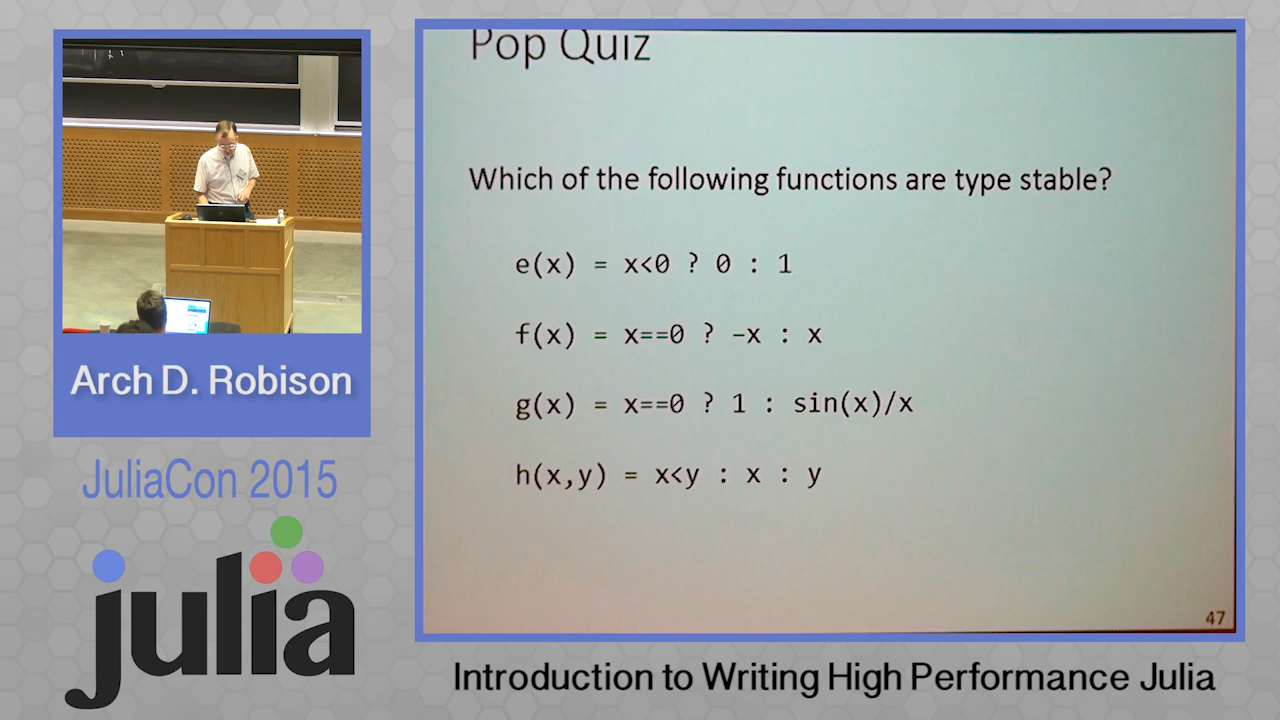 Pop Quiz
Which of the following functions are type stable?
e(x) = x<0 ? 0 : 1
f(x) = x==0 ? -x : x
g(x) = x==0 ? 1 : sin(x)/x
h(x,y) = x<y : x : y
47
Arch D. Robison
JuliaCon 2015
julia
Introduction to Writing High Performance Julia